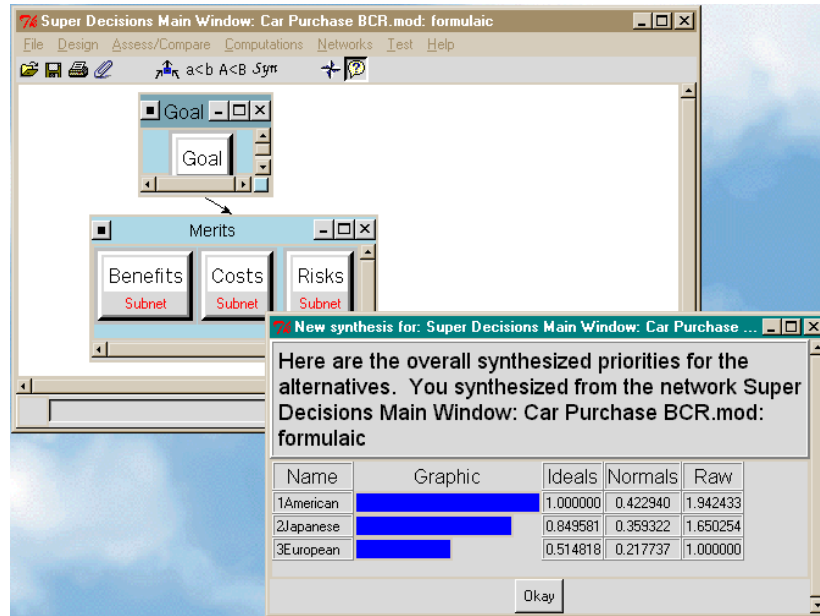 Super Decisions Main Window: Car Purchase BCR.mod: formulaic
File Design Assess/Compare Computations Networks Test Help
a<b A<B Syn
Goal
Goal
Merits
Benefits Costs Risks
Subnet Subnet Subnet
New synthesis for: Super Decisions Main Window: Car Purchase ...
Here are the overall synthesized priorities for the
alternatives. You synthesized from the network Super
Decisions Main Window: Car Purchase BCR.mod:
formulaic
Name Graphic Ideals Normals Raw
1American 1.000000 0.422940 1.942433
2Japanese 0.849581 0.359322 1.650254
3European 0.514818 0.217737 1.000000
Okay